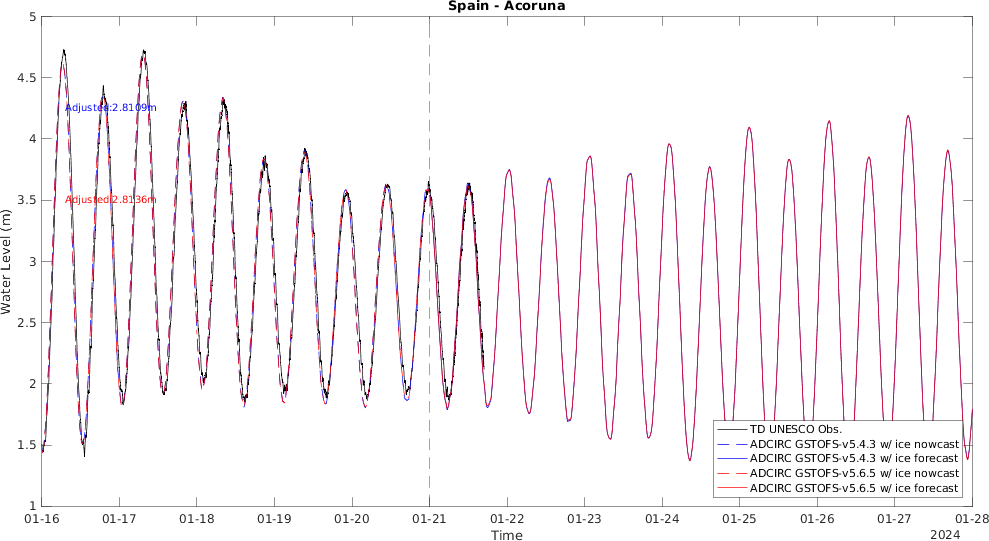 Spain - Acoruna
5
4.5
4
3.5
3
2.5
2
1.5
1
Water Level (m)
Adjusted:2.8109m
Adjusted:2.8136m
TD UNESCO Obs.
ADCIRC GSTOFS-v5.4.3 w/ ice nowcast
ADCIRC GSTOFS-v5.4.3 w/ ice forecast
ADCIRC GSTOFS-v5.6.5 w/ ice nowcast
ADCIRC GSTOFS-v5.6.5 w/ ice forecast
01-16 01-17 01-18 01-19 01-20 01-21 01-22 01-23 01-24 01-25 01-26 01-27 01-28
Time
2024